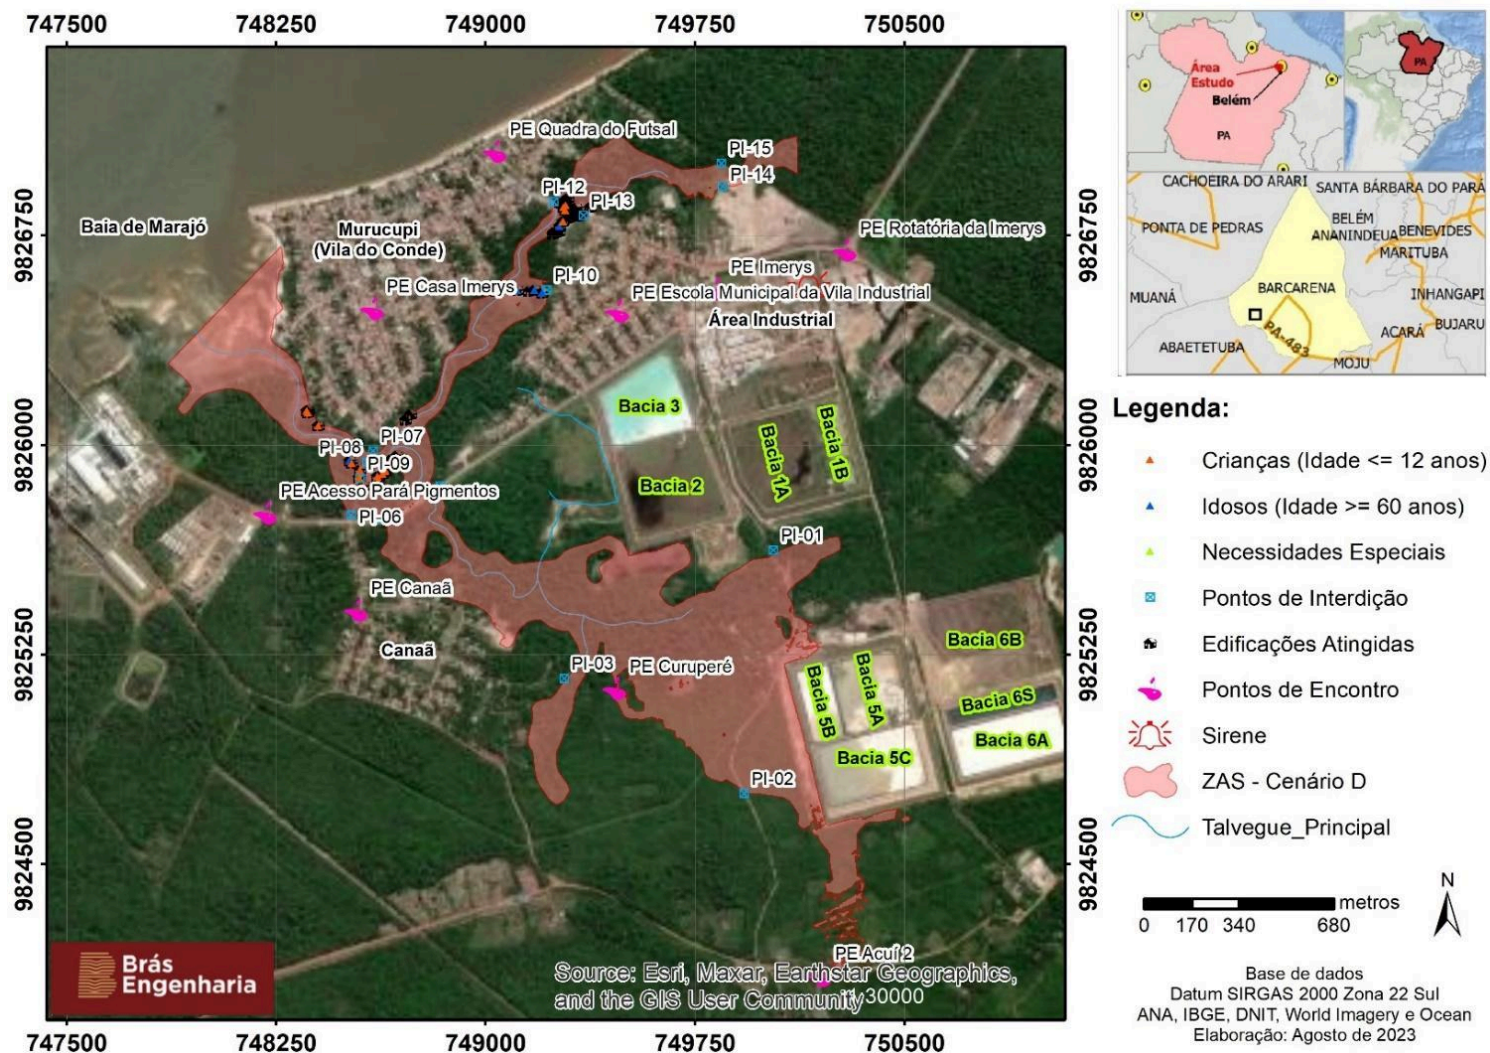 747500 748250 749000 749750 750500
9826750
9826000
9825250
9824500
PE Quadra do Futsal
PI-15
PI-14
PI-12
PI-13
Baia de Marajó
Murucupi
(Vila do Conde)
PE Rotatória da Imerys
PE Imerys
PI-10
PE Casa Imerys
PE Escola Municipal da Vila Industrial
Área Industrial
Bacia 3
Bacia 1B
Bacia 1A
Bacia 2
PI-07
PI-08
PI-09
PE Acesso Pará Pigmentos
PI-06
PI-01
PE Canaã
Canaã
PI-03
PE Curuperé
Bacia 6B
Bacia 5A
Bacia 5B
Bacia 6S
Bacia 6A
Bacia 5C
PI-02
PE Acuí 2
Brás
Engenharia
Source: Esri, Maxar, Earthstar Geographics,
and the GIS User Community
30000
747500 748250 749000 749750 750500
9826750
9826000
9825250
9824500
Área
Estudo
Belém
PA
PA
CACHOEIRA DO ARARI
SANTA BÁRBARA DO PARÁ
PONTA DE PEDRAS
BELÉM
ANANINDEUA
BENEVIDES
MARITUBA
MUANÁ
BARCARENA
INHANGAPI
ABAETETUBA
PA-483
ACARÁ
BUJARU
MOJU
Legenda:
Crianças (Idade <= 12 anos)
Idosos (Idade >= 60 anos)
Necessidades Especiais
Pontos de Interdição
Edificações Atingidas
Pontos de Encontro
Sirene
ZAS - Cenário D
Talvegue_Principal
N
metros
0 170 340 680
Base de dados
Datum SIRGAS 2000 Zona 22 Sul
ANA, IBGE, DNIT, World Imagery e Ocean
Elaboração: Agosto de 2023